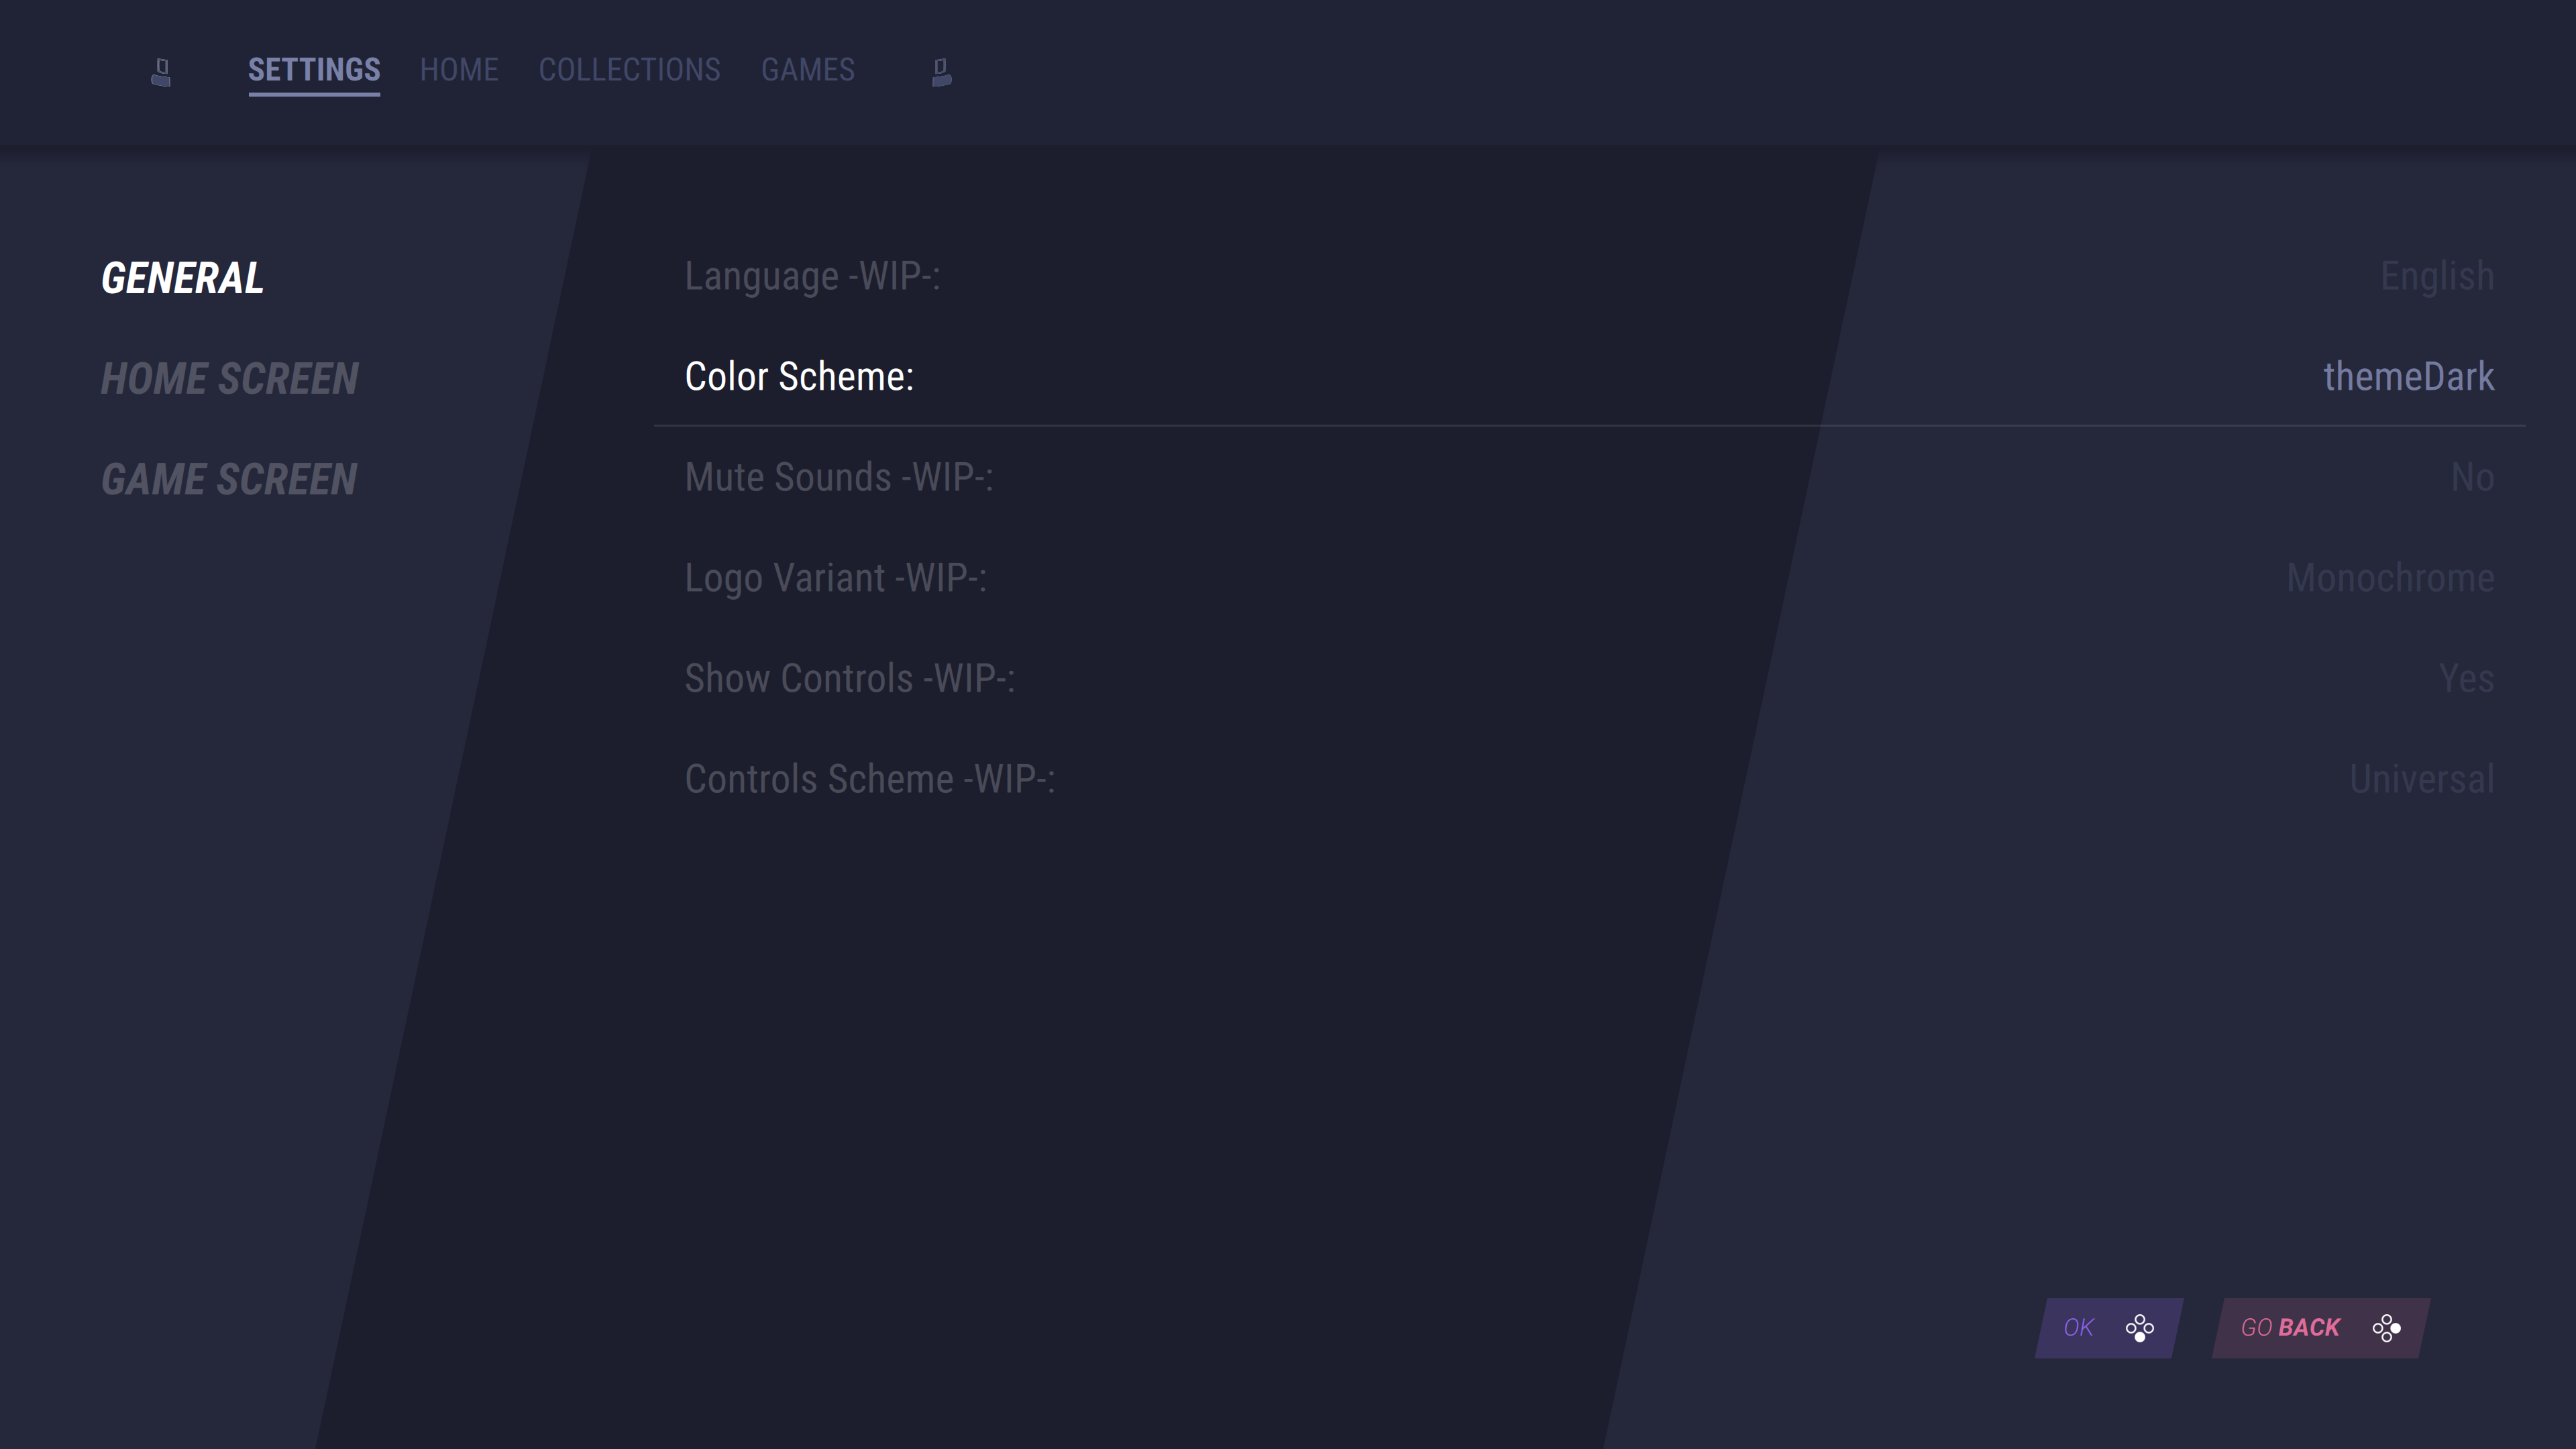 SETTINGS HOME COLLECTIONS GAMES
GENERAL
HOME SCREEN
GAME SCREEN
Language -WIP-: English
Color Scheme: themeDark
Mute Sounds -WIP-: No
Logo Variant -WIP-: Monochrome
Show Controls -WIP-: Yes
Controls Scheme -WIP-: Universal
OK GO BACK